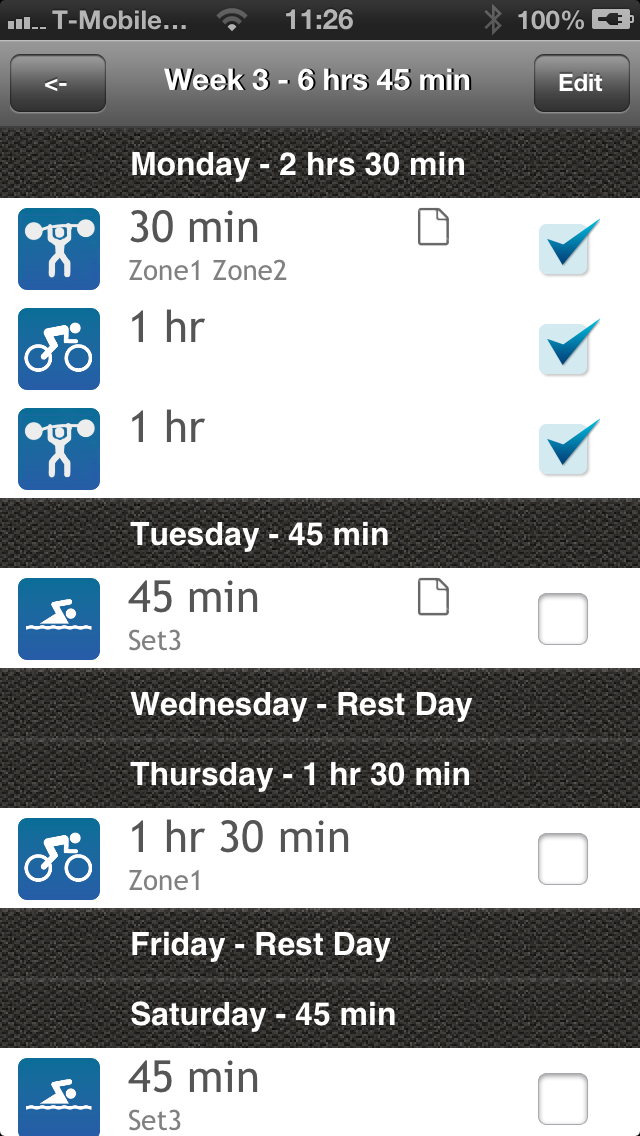 T-Mobile... 11:26 100%
<- Week 3 - 6 hrs 45 min Edit
Monday - 2 hrs 30 min
30 min
Zone1 Zone2
1 hr
1 hr
Tuesday - 45 min
45 min
Set3
Wednesday - Rest Day
Thursday - 1 hr 30 min
1 hr 30 min
Zone1
Friday - Rest Day
Saturday - 45 min
45 min
Set3